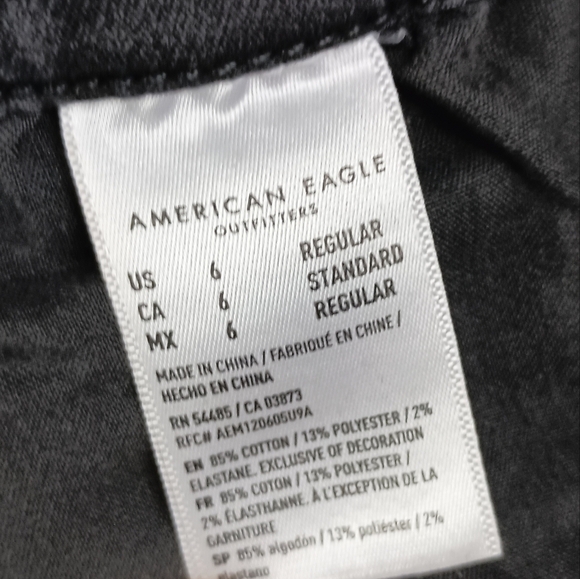 AMERICAN EAGLE
OUTFITTERS
US 6 REGULAR
CA 6 STANDARD
MX 6 REGULAR
MADE IN CHINA / FABRIQUÉ EN CHINE /
HECHO EN CHINA
RN 54485 / CA 03873
RFC# AEM120605U9A
EN 85% COTTON / 13% POLYESTER / 2%
ELASTANE. EXCLUSIVE OF DECORATION
FR 85% COTON / 13% POLYESTER /
2% ÉLASTHANNE. À L'EXCEPTION DE LA
GARNITURE
SP 85% algodón / 13% poliéster / 2%
elastano